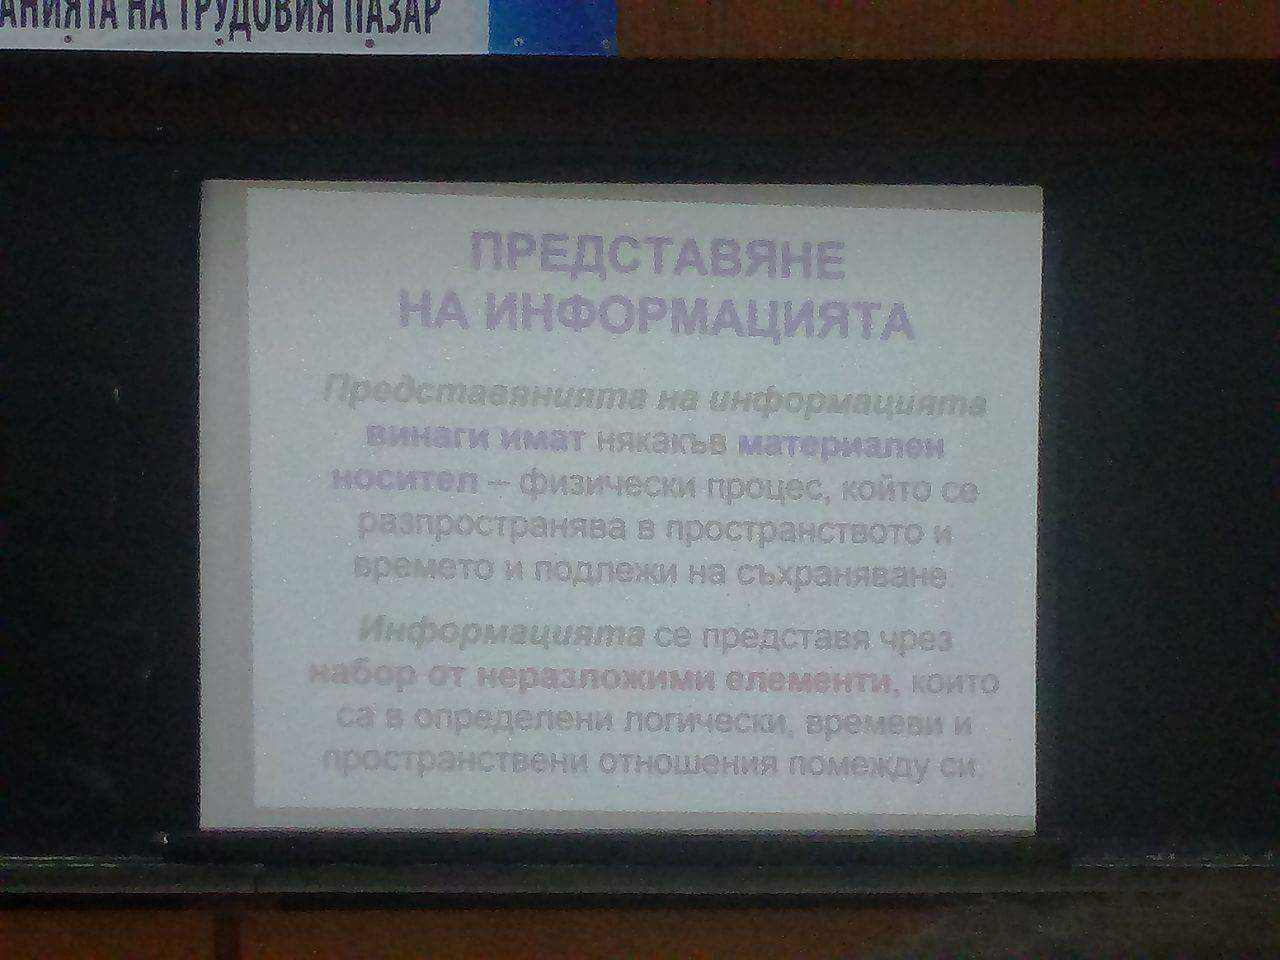 АНИЯТА НА ТРУДОВИЯ ПАЗАР
ПРЕДСТАВЯНЕ
НА ИНФОРМАЦИЯТА
Представянията на информацията
винаги имат някакъв материален
носител – физически процес, който се
разпространява в пространството и
времето и подлежи на съхраняване.
Информацията се представя чрез
набор от неразложими елементи, които
са в определени логически, времеви и
пространствени отношения помежду си